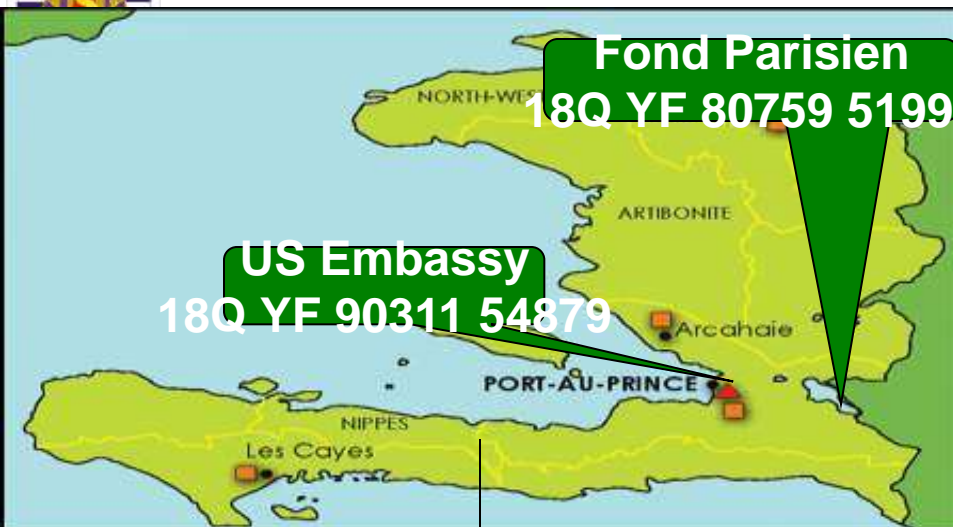 Fond Parisien
18Q YF 80759 5199
NORTH-WES
ARTIBONITE
US Embassy
18Q YF 90311 54879
Arcahaie
PORT-AU-PRINCE
NIPPES
Les Cayes